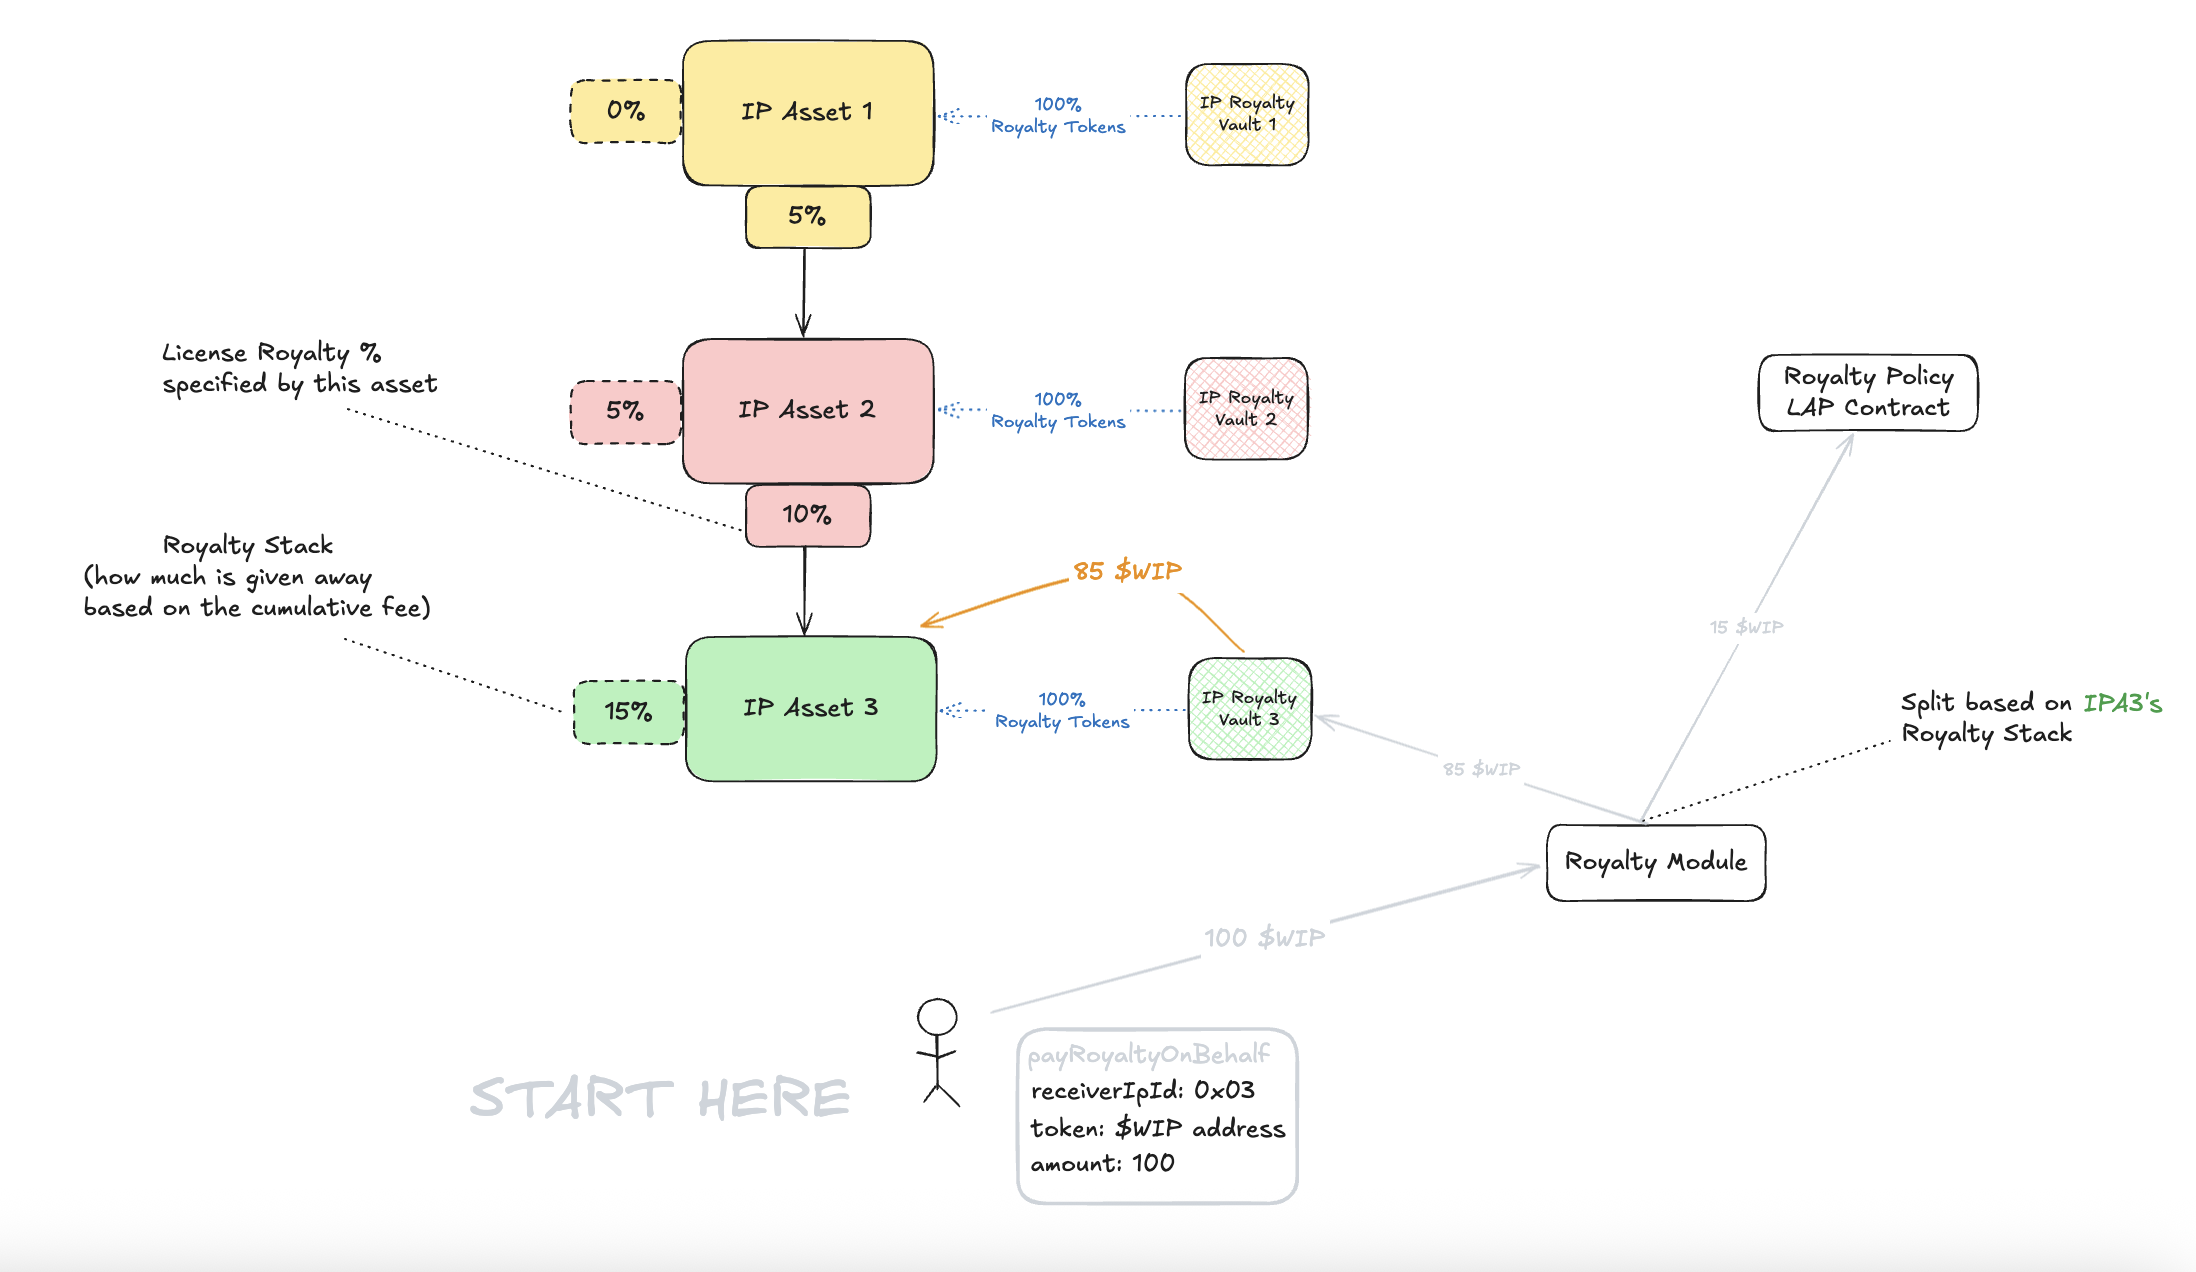 0%
IP Asset 1
100%
Royalty Tokens
IP Royalty
Vault 1
5%
License Royalty %
specified by this asset
5%
IP Asset 2
100%
Royalty Tokens
IP Royalty
Vault 2
Royalty Policy
LAP Contract
10%
Royalty Stack
(how much is given away
based on the cumulative fee)
85 $WIP
15 $WIP
15%
IP Asset 3
100%
Royalty Tokens
IP Royalty
Vault 3
Split based on IPA3's
Royalty Stack
85 $WIP
Royalty Module
100 $WIP
START HERE
payRoyaltyOnBehalf
receiverIpId: 0x03
token: $WIP address
amount: 100